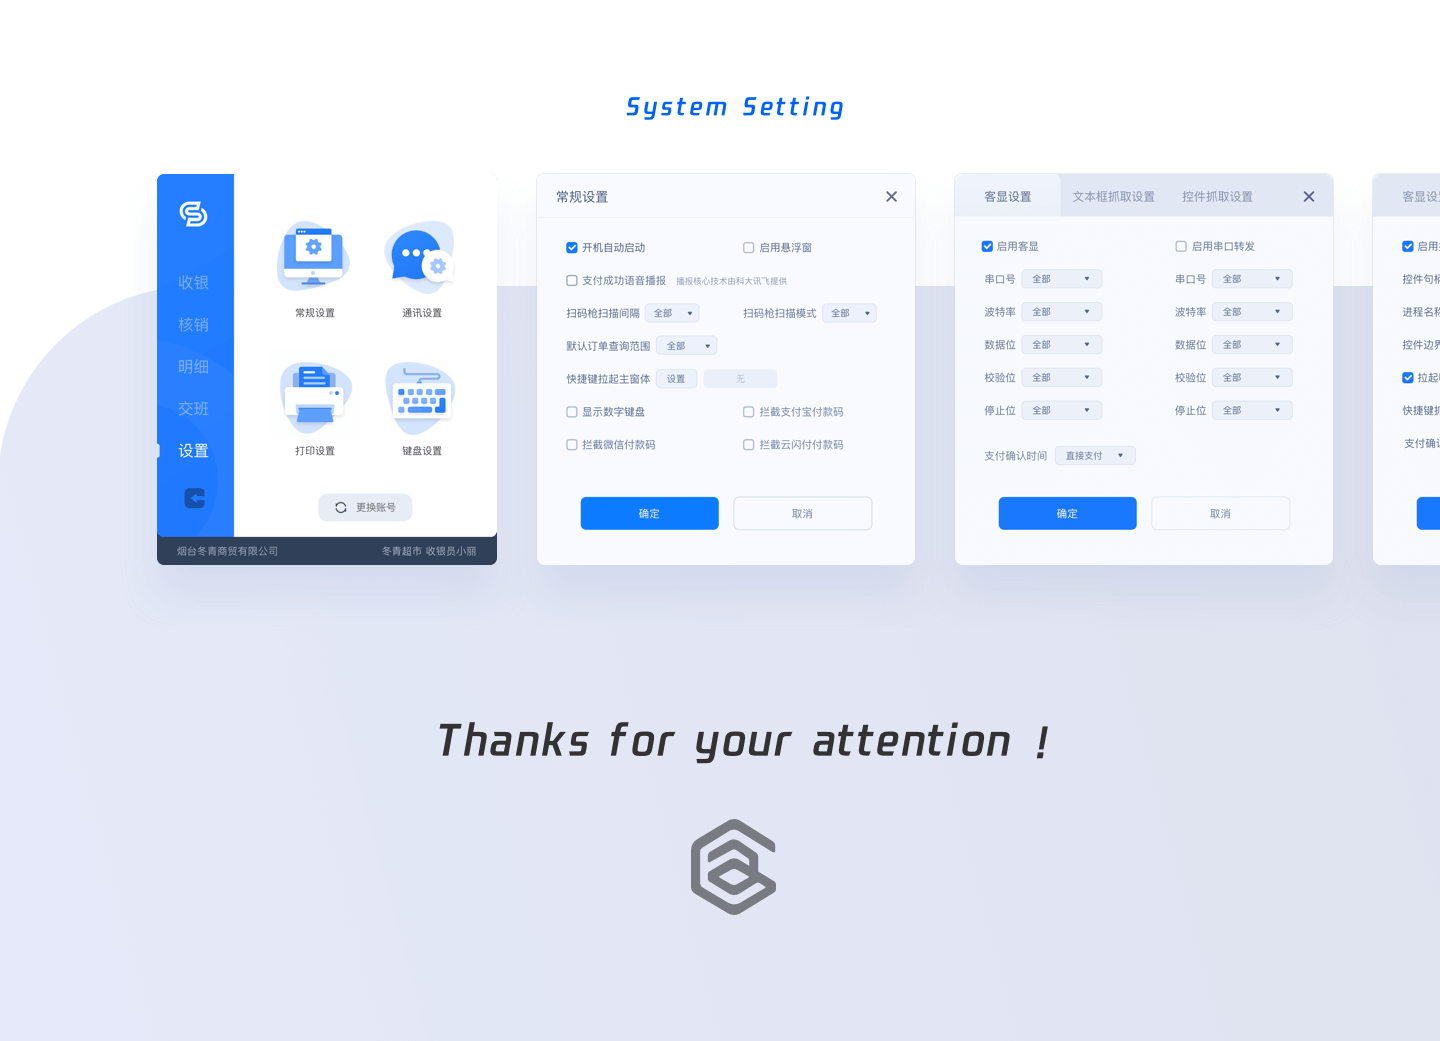 System Setting
收银
核销
明细
交班
设置
常规设置
通讯设置
打印设置
键盘设置
更换账号
烟台冬青商贸有限公司
冬青超市 收银员小丽
常规设置
开机自动启动
启用悬浮窗
支付成功语音播报 播报核心技术由科大讯飞提供
扫码枪扫描间隔 全部
扫码枪扫描模式 全部
默认订单查询范围 全部
快捷键拉起主窗体 设置 无
显示数字键盘
拦截支付宝付款码
拦截微信付款码
拦截云闪付付款码
确定
取消
客显设置
文本框抓取设置
控件抓取设置
启用客显
启用串口转发
串口号 全部
串口号 全部
波特率 全部
波特率 全部
数据位 全部
数据位 全部
校验位 全部
校验位 全部
停止位 全部
停止位 全部
支付确认时间 直接支付
确定
取消
客显设
启用
控件句柄
进程名称
控件边界
拉起
快捷键
支付确认
Thanks for your attention !